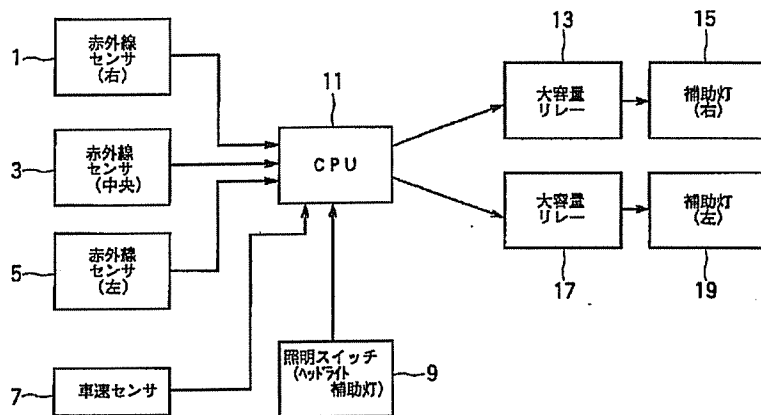 1
赤外線
センサ
(右)
3
赤外線
センサ
(中央)
5
赤外線
センサ
(左)
7
車速センサ
11
CPU
照明スイッチ
(ヘッドライト
補助灯)
9
13
大容量
リレー
15
補助灯
(右)
大容量
リレー
17
補助灯
(左)
19